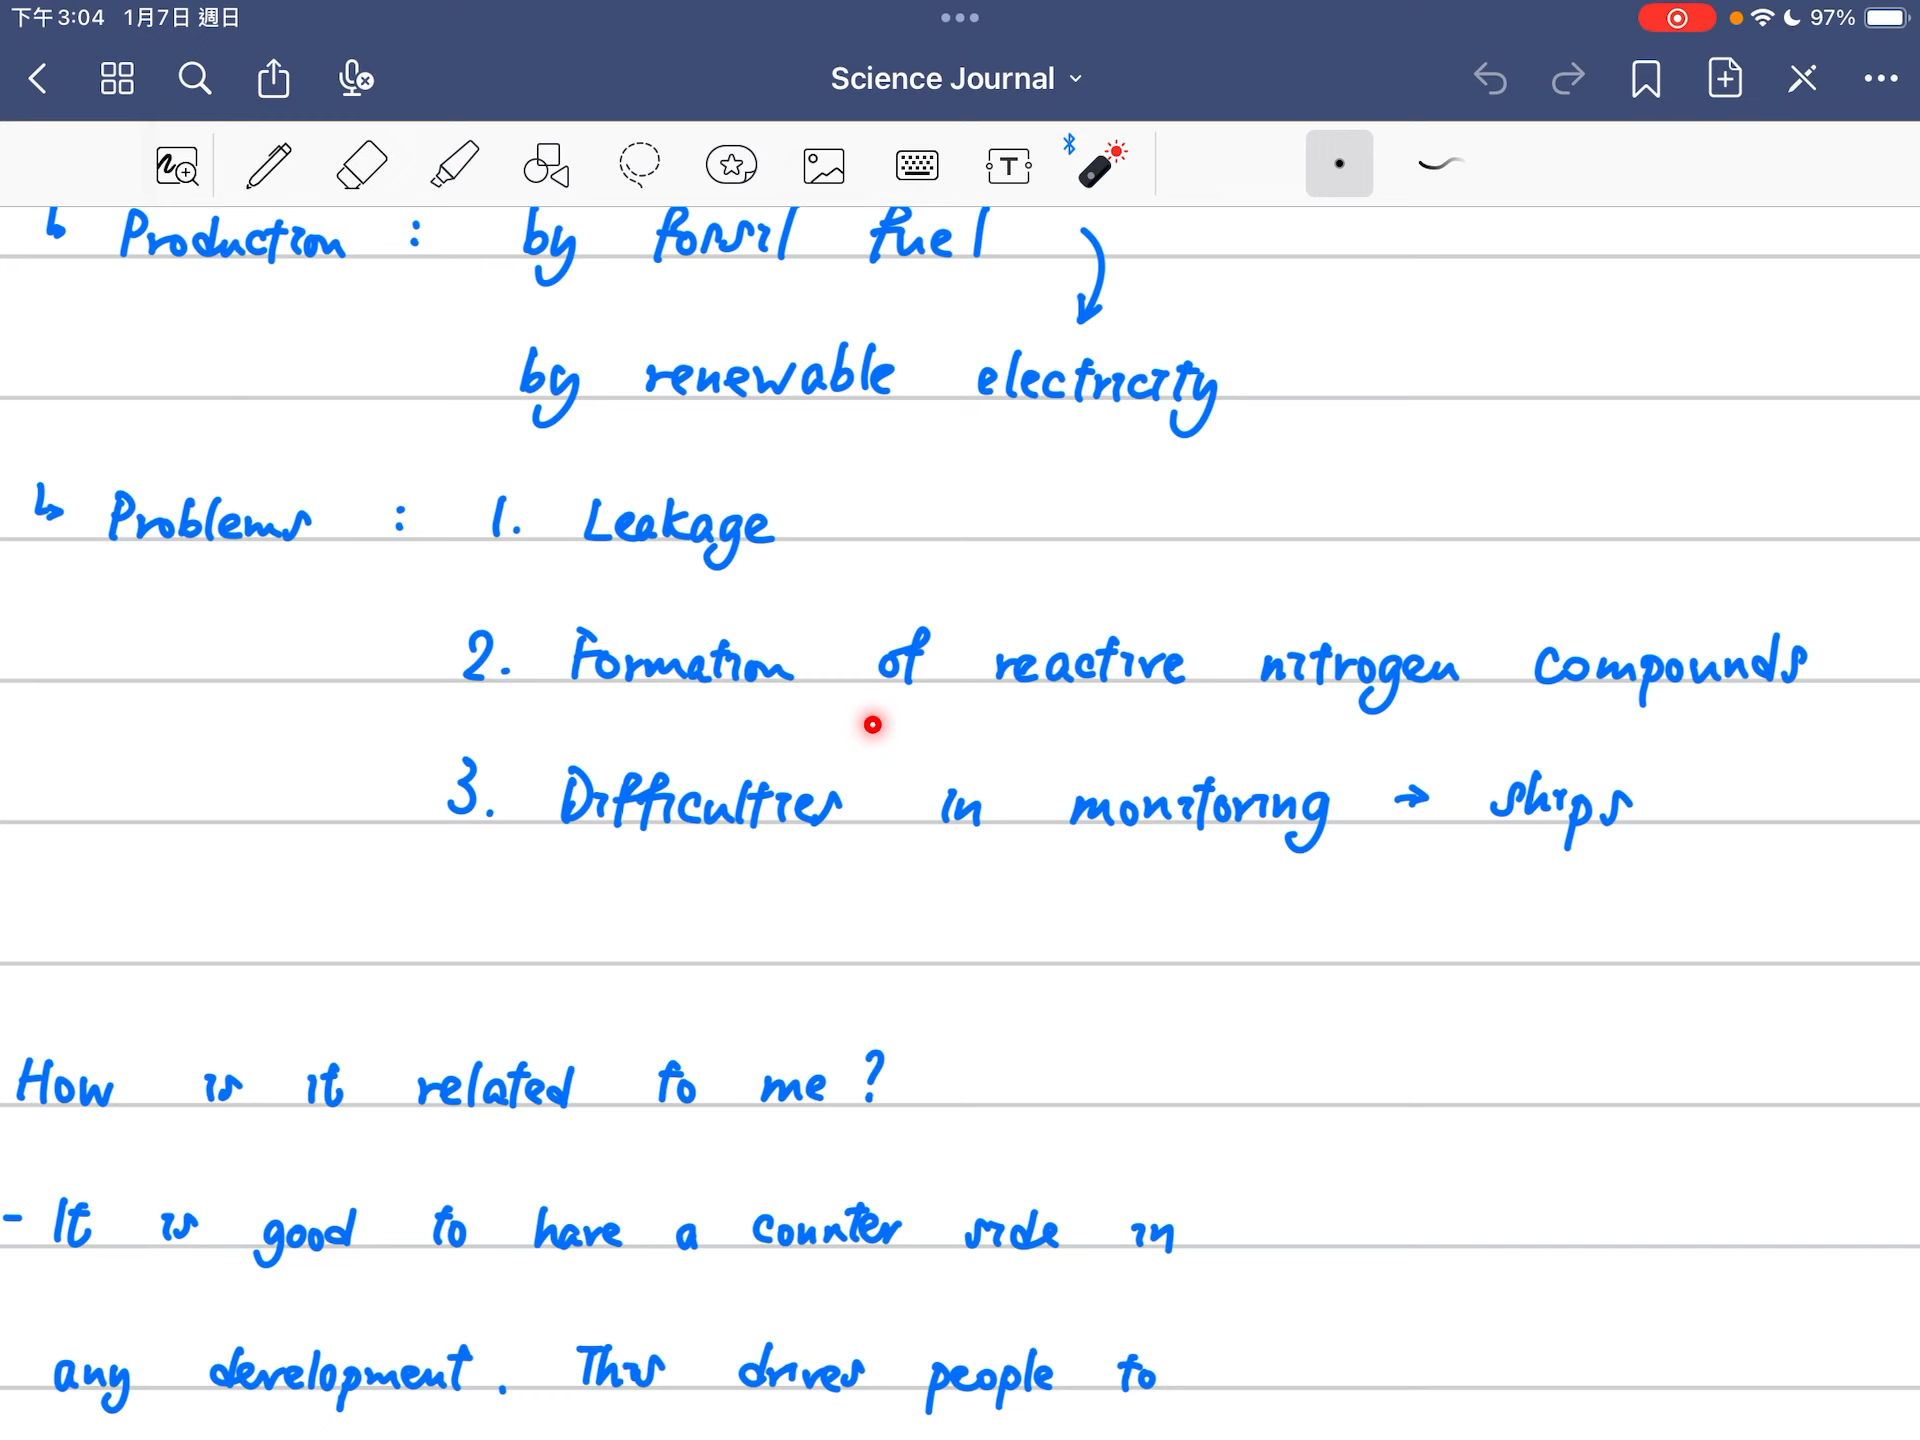 下午3:04 1月7日 週日 97%
Science Journal
T
↳ Production : by fossil fuel
by renewable electricity
↳ Problems : 1. Leakage
2. Formation of reactive nitrogen compounds
3. Difficulties in monitoring → ships
How is it related to me ?
- It is good to have a counter side in
any development. This drives people to